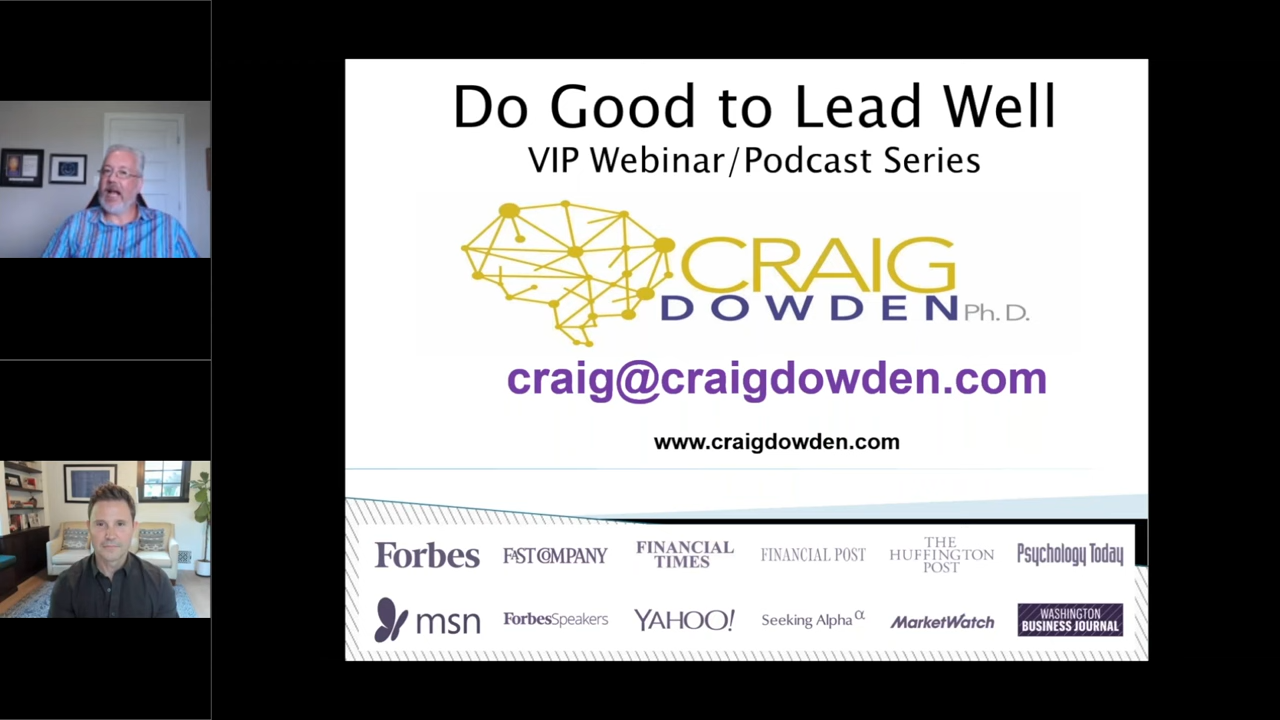 Do Good to Lead Well
VIP Webinar/Podcast Series
CRAIG
DOWDEN Ph. D.
craig@craigdowden.com
www.craigdowden.com
Forbes
FAST COMPANY
FINANCIAL
TIMES
FINANCIAL POST
THE
HUFFINGTON
POST
Psychology Today
msn
ForbesSpeakers
YAHOO!
Seeking Alpha α
MarketWatch
WASHINGTON
BUSINESS JOURNAL